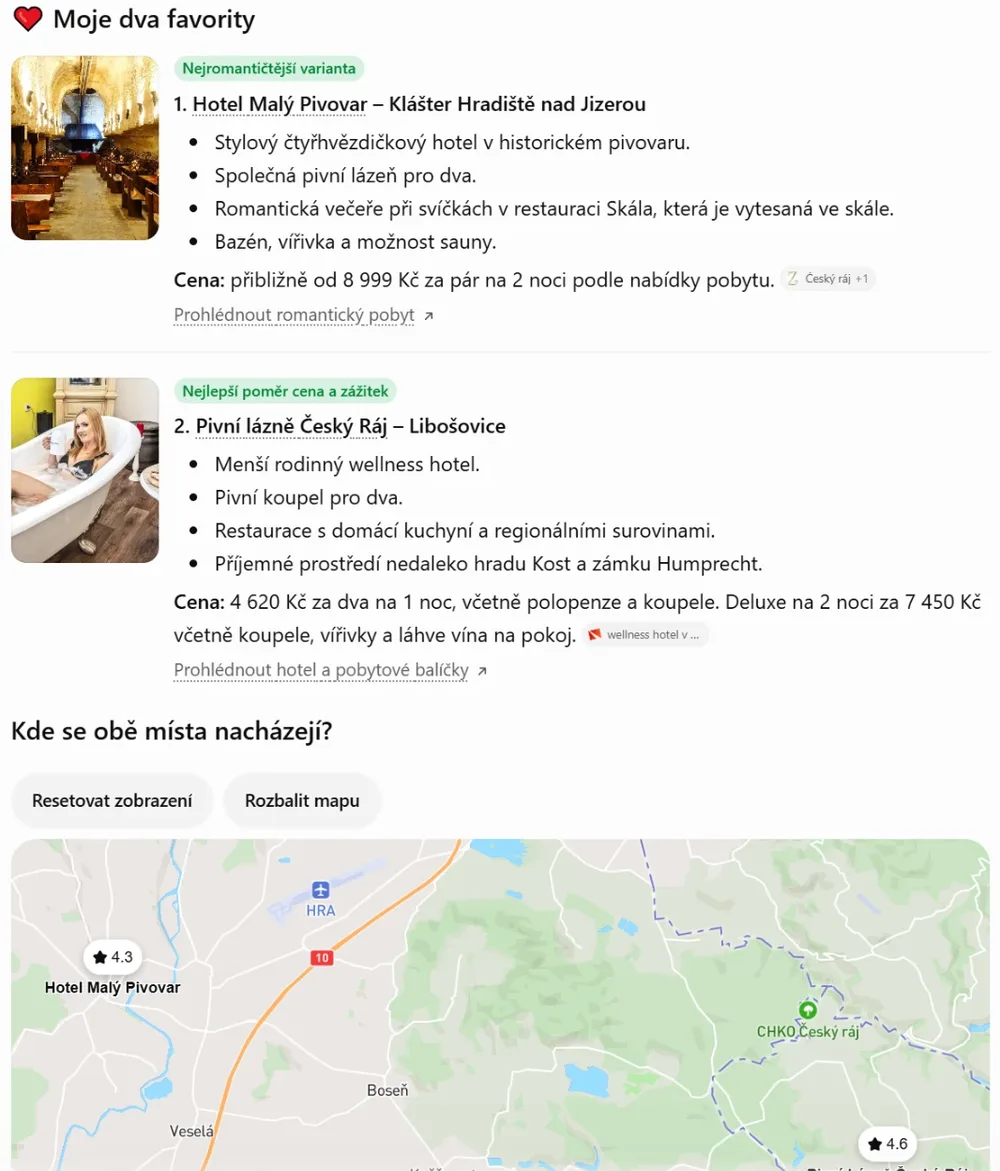 Moje dva favority
Nejromantičtější varianta
1. Hotel Malý Pivovar – Klášter Hradiště nad Jizerou
• Stylový čtyřhvězdičkový hotel v historickém pivovaru.
• Společná pivní lázeň pro dva.
• Romantická večeře při svíčkách v restauraci Skála, která je vytesaná ve skále.
• Bazén, vířivka a možnost sauny.
Cena: přibližně od 8 999 Kč za pár na 2 noci podle nabídky pobytu. Český ráj +1
Prohlédnout romantický pobyt ↗
Nejlepší poměr cena a zážitek
2. Pivní lázně Český Ráj – Libošovice
• Menší rodinný wellness hotel.
• Pivní koupel pro dva.
• Restaurace s domácí kuchyní a regionálními surovinami.
• Příjemné prostředí nedaleko hradu Kost a zámku Humprecht.
Cena: 4 620 Kč za dva na 1 noc, včetně polopenze a koupele. Deluxe na 2 noci za 7 450 Kč
včetně koupele, vířivky a láhve vína na pokoj. wellness hotel v ...
Prohlédnout hotel a pobytové balíčky ↗
Kde se obě místa nacházejí?
Resetovat zobrazení Rozbalit mapu
HRA
10
★ 4.3
Hotel Malý Pivovar
CHKO Český ráj
Boseň
Veselá
★ 4.6